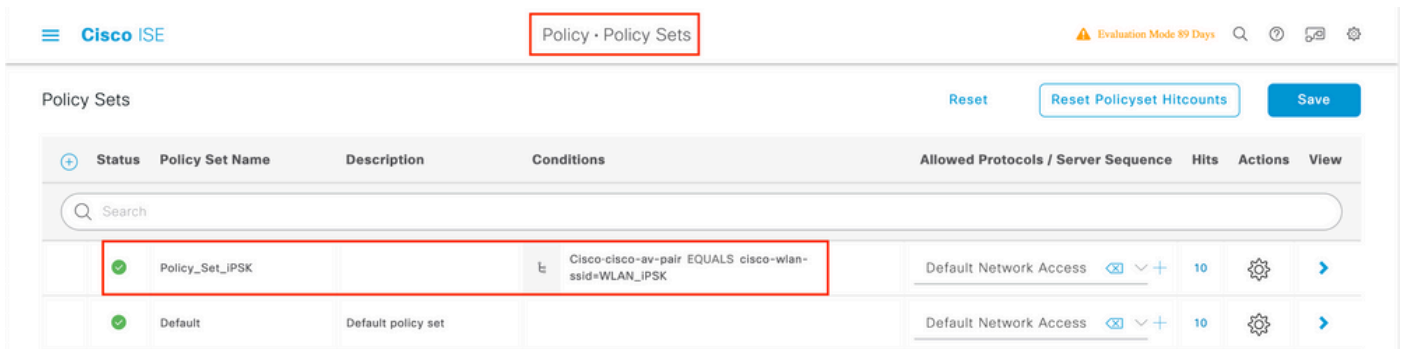 Cisco ISE
Policy · Policy Sets
Evaluation Mode 89 Days
Policy Sets
Reset
Reset Policyset Hitcounts
Save
Status Policy Set Name Description Conditions Allowed Protocols / Server Sequence Hits Actions View
Search
Policy_Set_iPSK
Cisco-cisco-av-pair EQUALS cisco-wlan-
ssid=WLAN_iPSK
Default Network Access
10
Default
Default policy set
Default Network Access
10